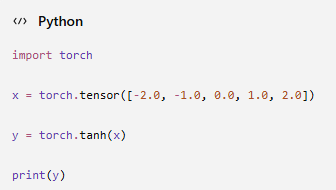 </> Python
import torch
x = torch.tensor([-2.0, -1.0, 0.0, 1.0, 2.0])
y = torch.tanh(x)
print(y)